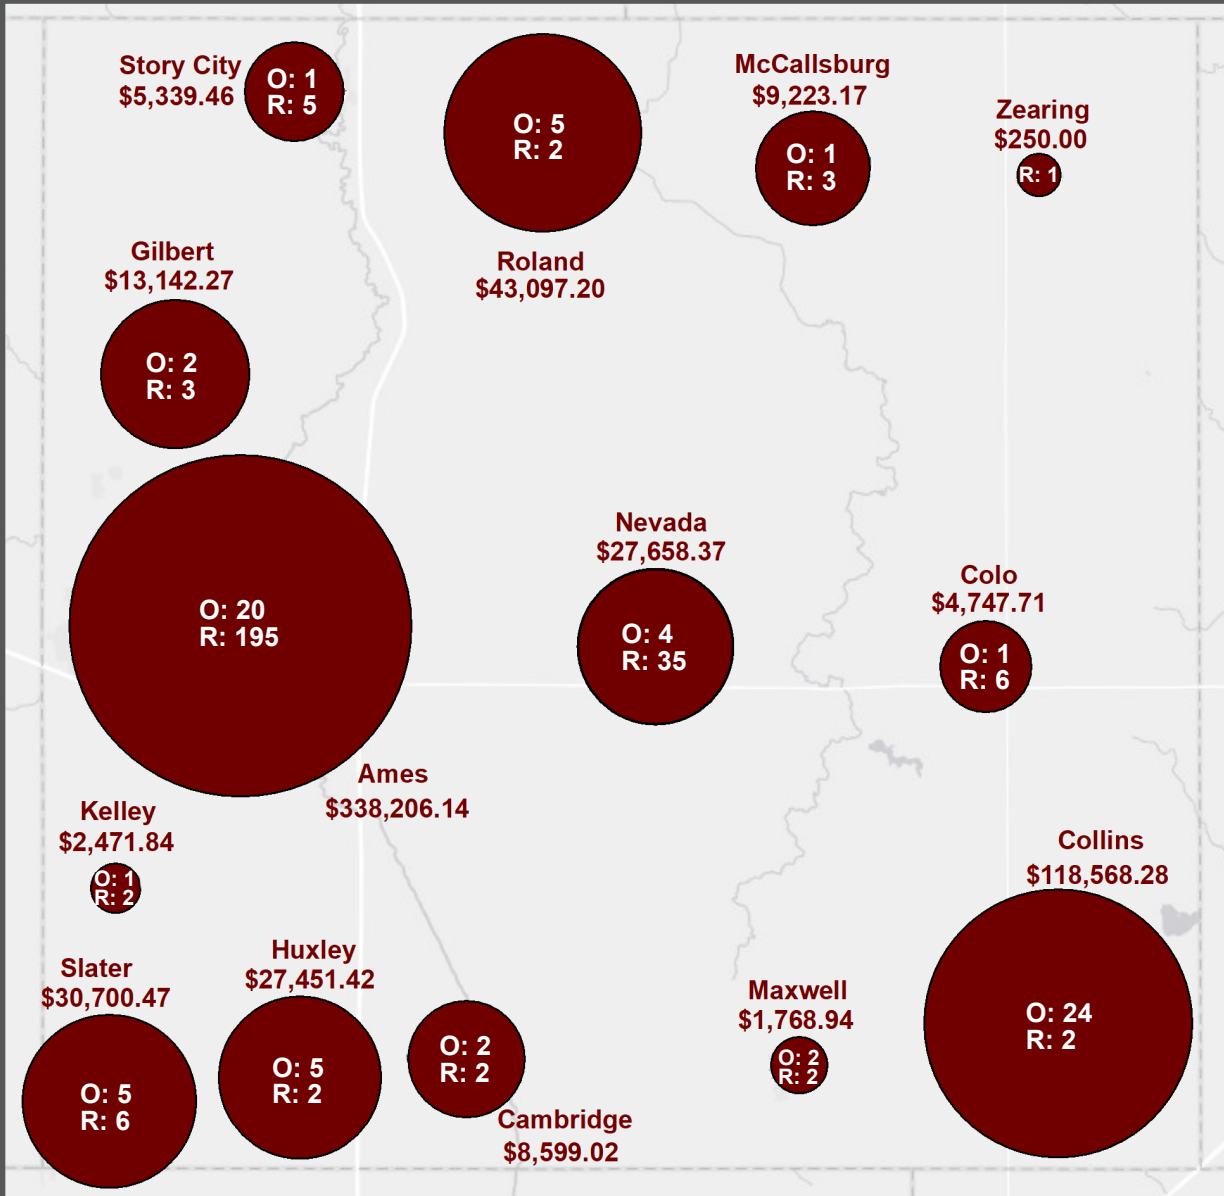 Story City
$5,339.46
O: 1
R: 5
O: 5
R: 2
Roland
$43,097.20
McCallsburg
$9,223.17
O: 1
R: 3
Zearing
$250.00
R: 1
Gilbert
$13,142.27
O: 2
R: 3
O: 20
R: 195
Ames
$338,206.14
Nevada
$27,658.37
O: 4
R: 35
Colo
$4,747.71
O: 1
R: 6
Kelley
$2,471.84
O: 1
R: 2
Slater
$30,700.47
O: 5
R: 6
Huxley
$27,451.42
O: 5
R: 2
O: 2
R: 2
Cambridge
$8,599.02
Maxwell
$1,768.94
O: 2
R: 2
Collins
$118,568.28
O: 24
R: 2